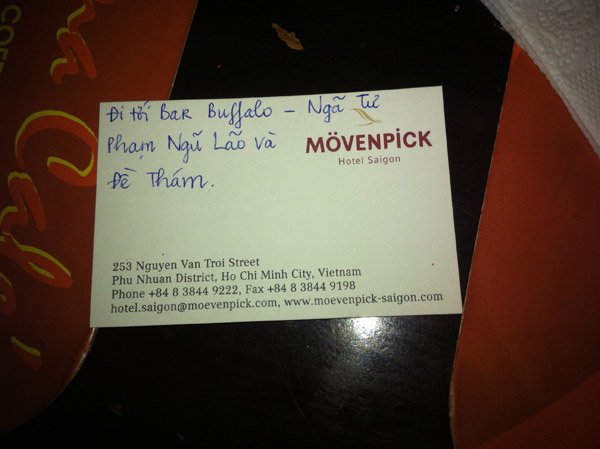 Đi tới BAR Buffalo – Ngã Tư
Phạm Ngũ Lão và
Đề Thám.
MÖVENPICK
Hotel Saigon
253 Nguyen Van Troi Street
Phu Nhuan District, Ho Chi Minh City, Vietnam
Phone +84 8 3844 9222, Fax +84 8 3844 9198
hotel.saigon@moevenpick.com, www.moevenpick-saigon.com